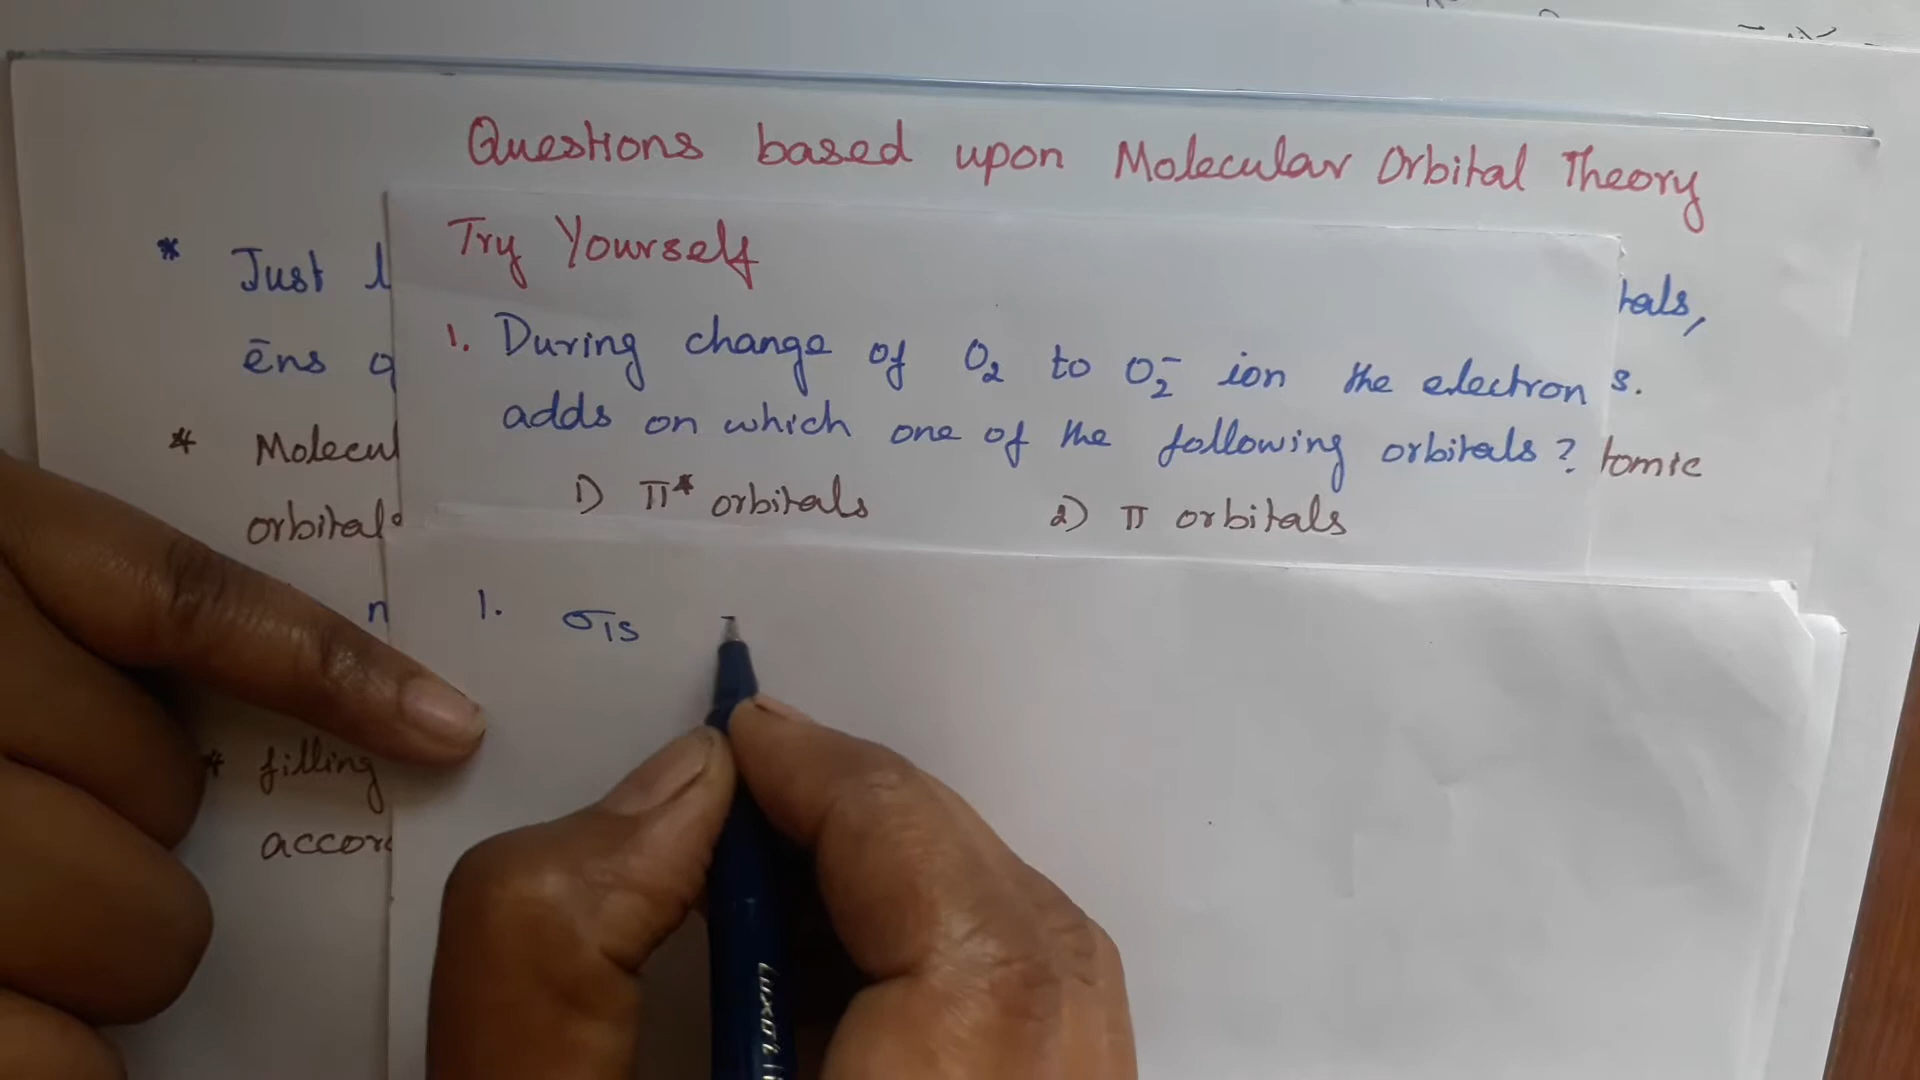 Questions based upon Molecular Orbital Theory
Try Yourself
* Just
tals,
1. During change of O₂ to O₂⁻ ion the electron
ēns
s.
adds on which one of the following orbitals?
* Molecul
tomic
1) π* orbitals 2) π orbitals
orbital
1. σ1s
n
* filling
accor
LUXOR